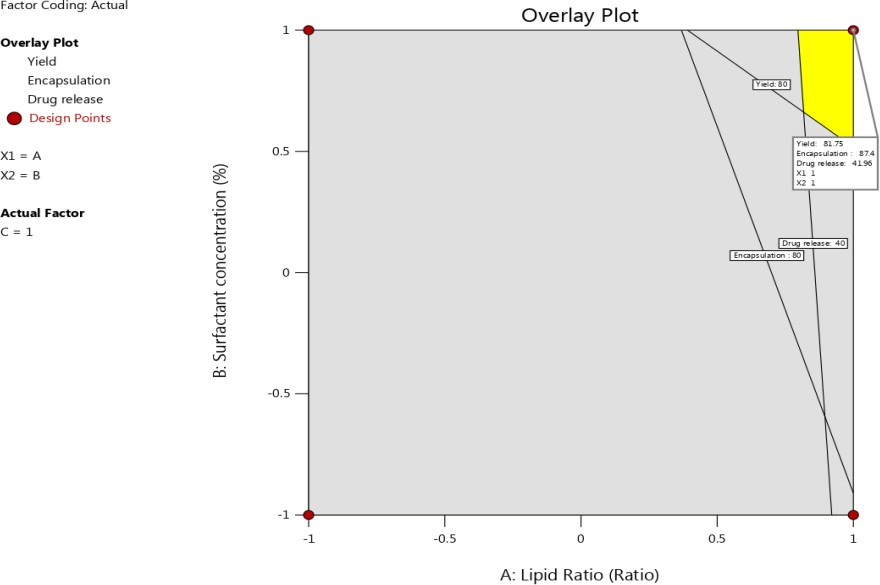 Factor Coding: Actual
Overlay Plot
Yield
Encapsulation
Drug release
Design Points
X1 = A
X2 = B
Actual Factor
C = 1
Overlay Plot
B: Surfactant concentration (%)
1
0.5
0
-0.5
-1
Yield: 80
Yield: 81.75
Encapsulation : 87.4
Drug release: 41.96
X1 1
X2 1
Drug release: 40
Encapsulation : 80
-1
-0.5
0
0.5
1
A: Lipid Ratio (Ratio)